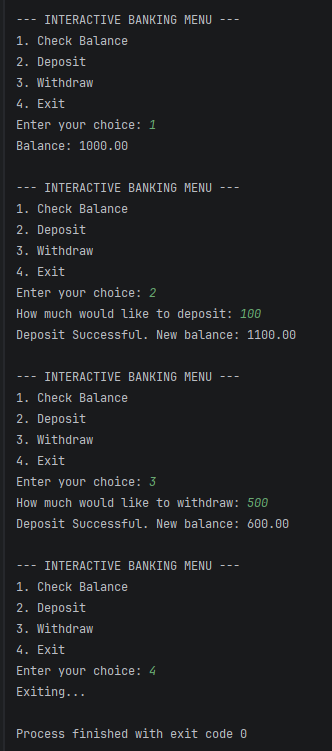 --- INTERACTIVE BANKING MENU ---
1. Check Balance
2. Deposit
3. Withdraw
4. Exit
Enter your choice: 1
Balance: 1000.00

--- INTERACTIVE BANKING MENU ---
1. Check Balance
2. Deposit
3. Withdraw
4. Exit
Enter your choice: 2
How much would like to deposit: 100
Deposit Successful. New balance: 1100.00

--- INTERACTIVE BANKING MENU ---
1. Check Balance
2. Deposit
3. Withdraw
4. Exit
Enter your choice: 3
How much would like to withdraw: 500
Deposit Successful. New balance: 600.00

--- INTERACTIVE BANKING MENU ---
1. Check Balance
2. Deposit
3. Withdraw
4. Exit
Enter your choice: 4
Exiting...

Process finished with exit code 0